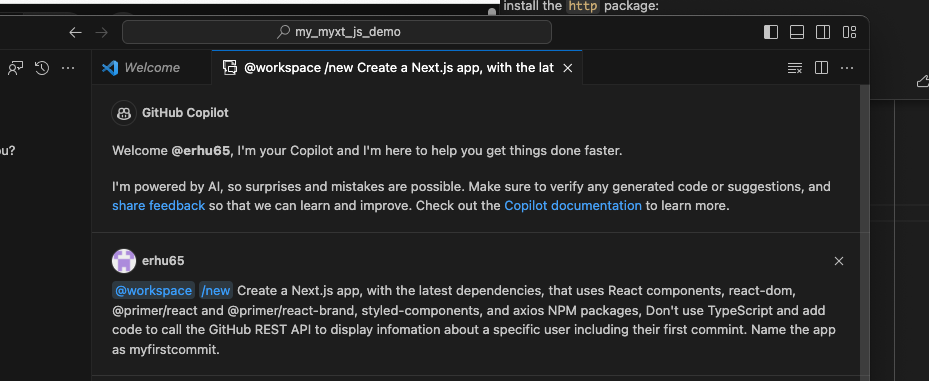 install the http package:
my_myxt_js_demo
Welcome
@workspace /new Create a Next.js app, with the lat
GitHub Copilot
u?
Welcome @erhu65, I'm your Copilot and I'm here to help you get things done faster.
I'm powered by AI, so surprises and mistakes are possible. Make sure to verify any generated code or suggestions, and
share feedback so that we can learn and improve. Check out the Copilot documentation to learn more.
erhu65
@workspace /new Create a Next.js app, with the latest dependencies, that uses React components, react-dom,
@primer/react and @primer/react-brand, styled-components, and axios NPM packages, Don't use TypeScript and add
code to call the GitHub REST API to display infomation about a specific user including their first commint. Name the app
as myfirstcommit.